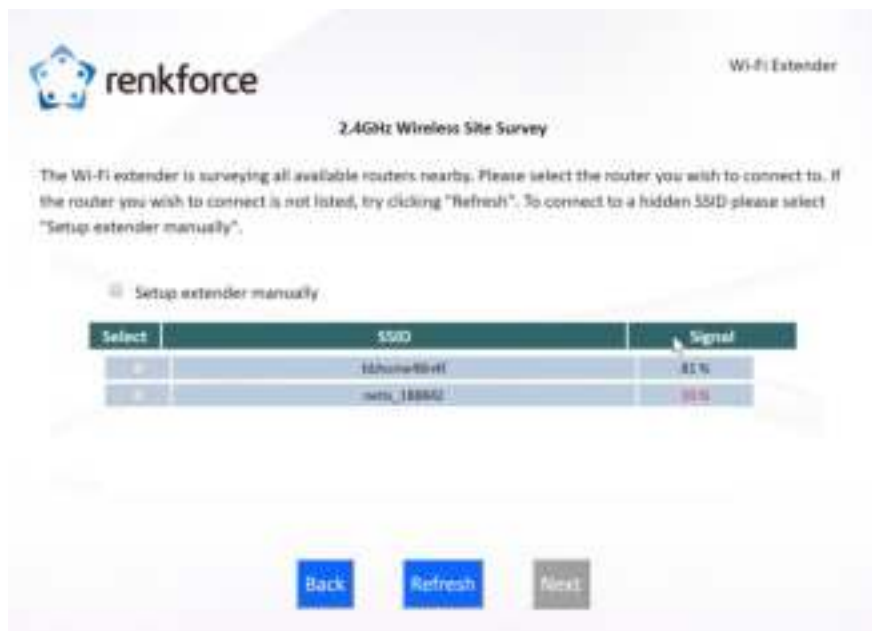 renkforce
Wi-Fi Extender
2.4GHz Wireless Site Survey
The Wi-Fi extender is surveying all available routers nearby. Please select the router you wish to connect to. If
the router you wish to connect is not listed, try clicking "Refresh". To connect to a hidden SSID please select
"Setup extender manually".
Setup extender manually
Select SSID Signal
81%
Back Refresh Next